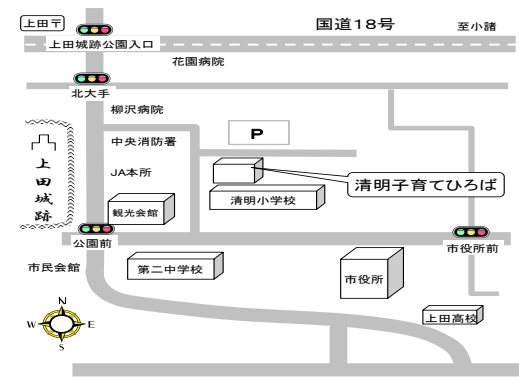 上田〒
国道18号
至小諸
上田城跡公園入口
花園病院
北大手
柳沢病院
P
中央消防署
JA本所
清明子育てひろば
上田城跡
清明小学校
観光会館
公園前
市役所前
市民会館
第二中学校
市役所
N
W
E
S
上田高校